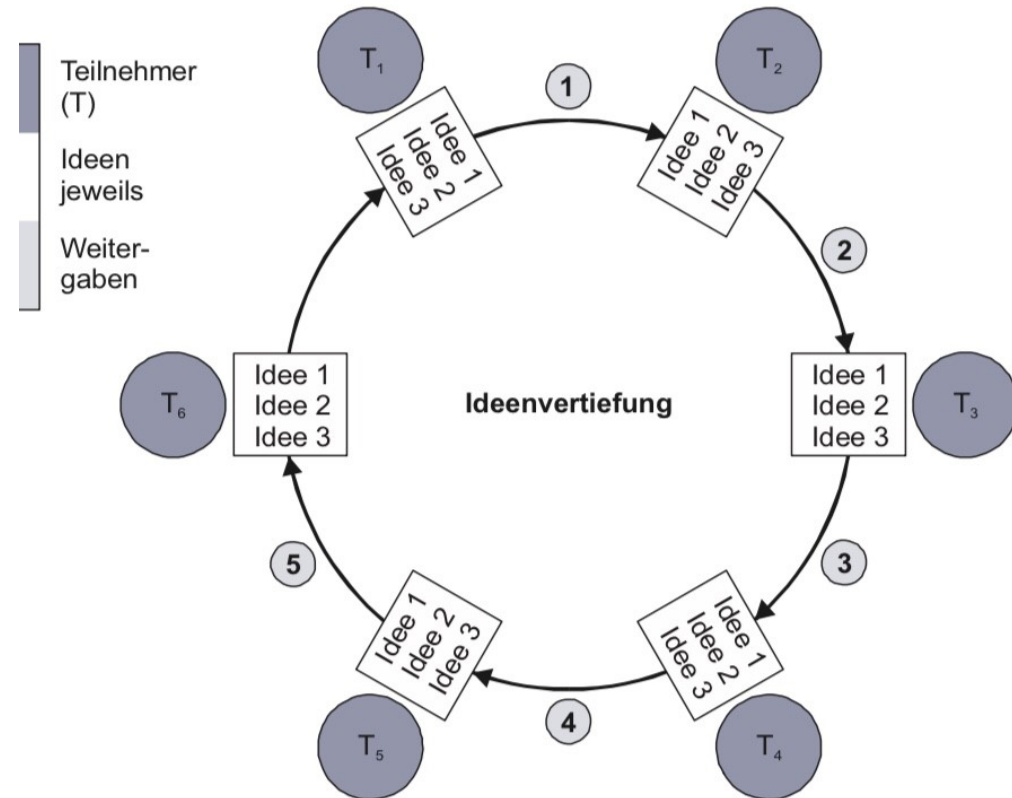 Teilnehmer
(T)
Ideen
jeweils
Weiter-
gaben
T1
1
T2
Idee 1
Idee 2
Idee 3
Idee 1
Idee 2
Idee 3
2
T6
Idee 1
Idee 2
Idee 3
Ideenvertiefung
Idee 1
Idee 2
Idee 3
T3
5
3
Idee 1
Idee 2
Idee 3
Idee 1
Idee 2
Idee 3
4
T5
T4